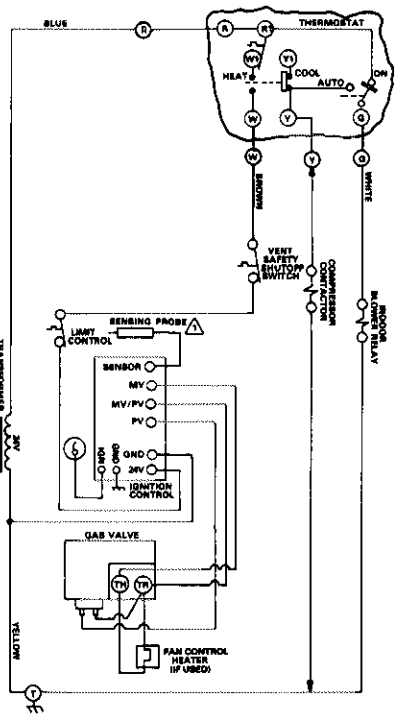 BLUE
R
R
R1
THERMOSTAT
W1
Y1
HEAT
COOL
AUTO
ON
W
Y
G
W
Y
G
BROWN
WHITE
VENT
SAFETY
SHUTOFF
SWITCH
COMPRESSOR
CONTACTOR
INDOOR
BLOWER RELAY
LIMIT
CONTROL
SENSING PROBE
1
SENSOR
MV
MV/PV
PV
IGN
GND
GND
24V
IGNITION
CONTROL
TRANSFORMER
24V
GAS VALVE
TH
TR
YELLOW
FAN CONTROL
HEATER
(IF USED)
T